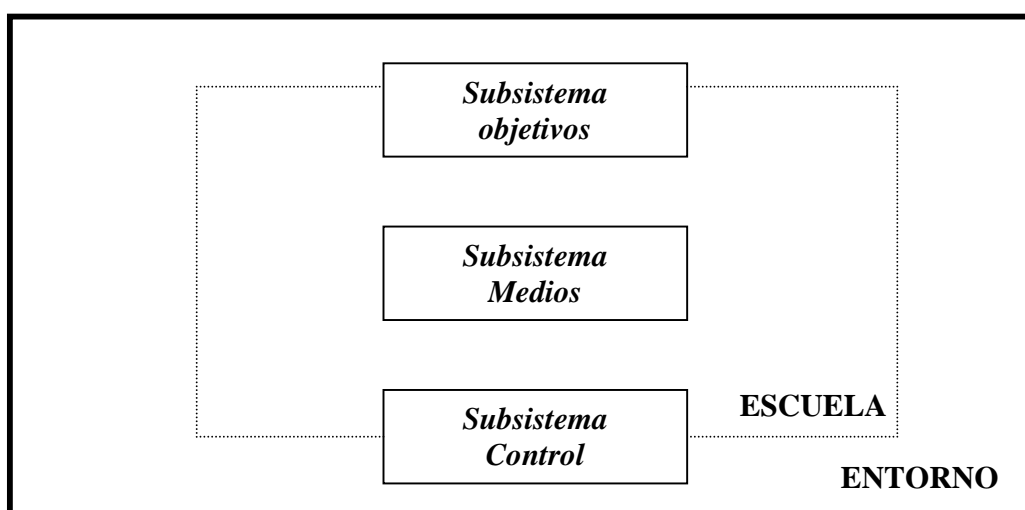 Subsistema
objetivos
Subsistema
Medios
Subsistema
Control
ESCUELA
ENTORNO